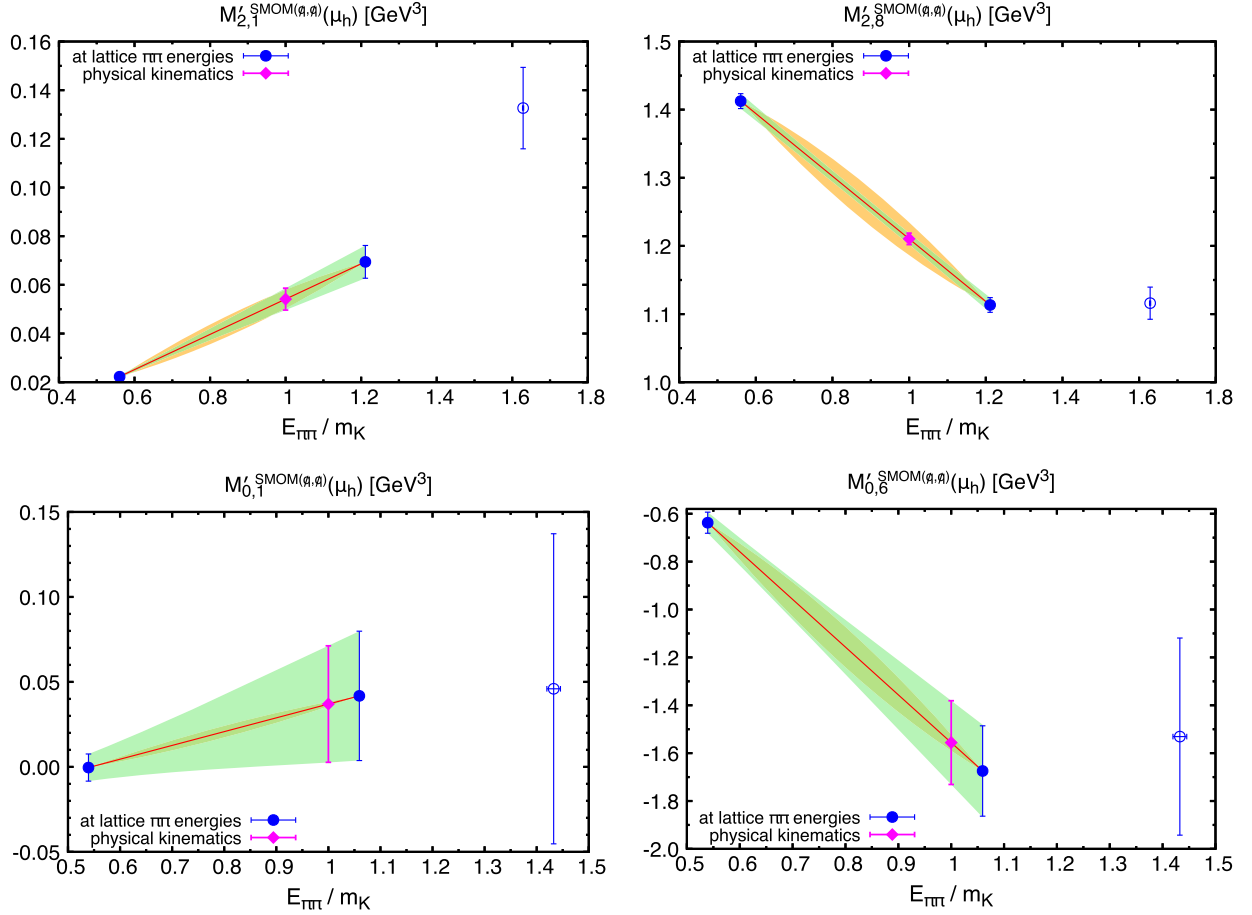 M′2,1 SMOM(q̸,q̸)(μh) [GeV3]
0.16
0.14
0.12
0.10
0.08
0.06
0.04
0.02
at lattice ππ energies
physical kinematics
0.4 0.6 0.8 1 1.2 1.4 1.6 1.8
Eππ / mK
M′2,8 SMOM(q̸,q̸)(μh) [GeV3]
1.5
1.4
1.3
1.2
1.1
1.0
at lattice ππ energies
physical kinematics
0.4 0.6 0.8 1 1.2 1.4 1.6 1.8
Eππ / mK
M′0,1 SMOM(q̸,q̸)(μh) [GeV3]
0.15
0.10
0.05
0.00
-0.05
at lattice ππ energies
physical kinematics
0.5 0.6 0.7 0.8 0.9 1 1.1 1.2 1.3 1.4 1.5
Eππ / mK
M′0,6 SMOM(q̸,q̸)(μh) [GeV3]
-0.6
-0.8
-1.0
-1.2
-1.4
-1.6
-1.8
-2.0
at lattice ππ energies
physical kinematics
0.5 0.6 0.7 0.8 0.9 1 1.1 1.2 1.3 1.4 1.5
Eππ / mK